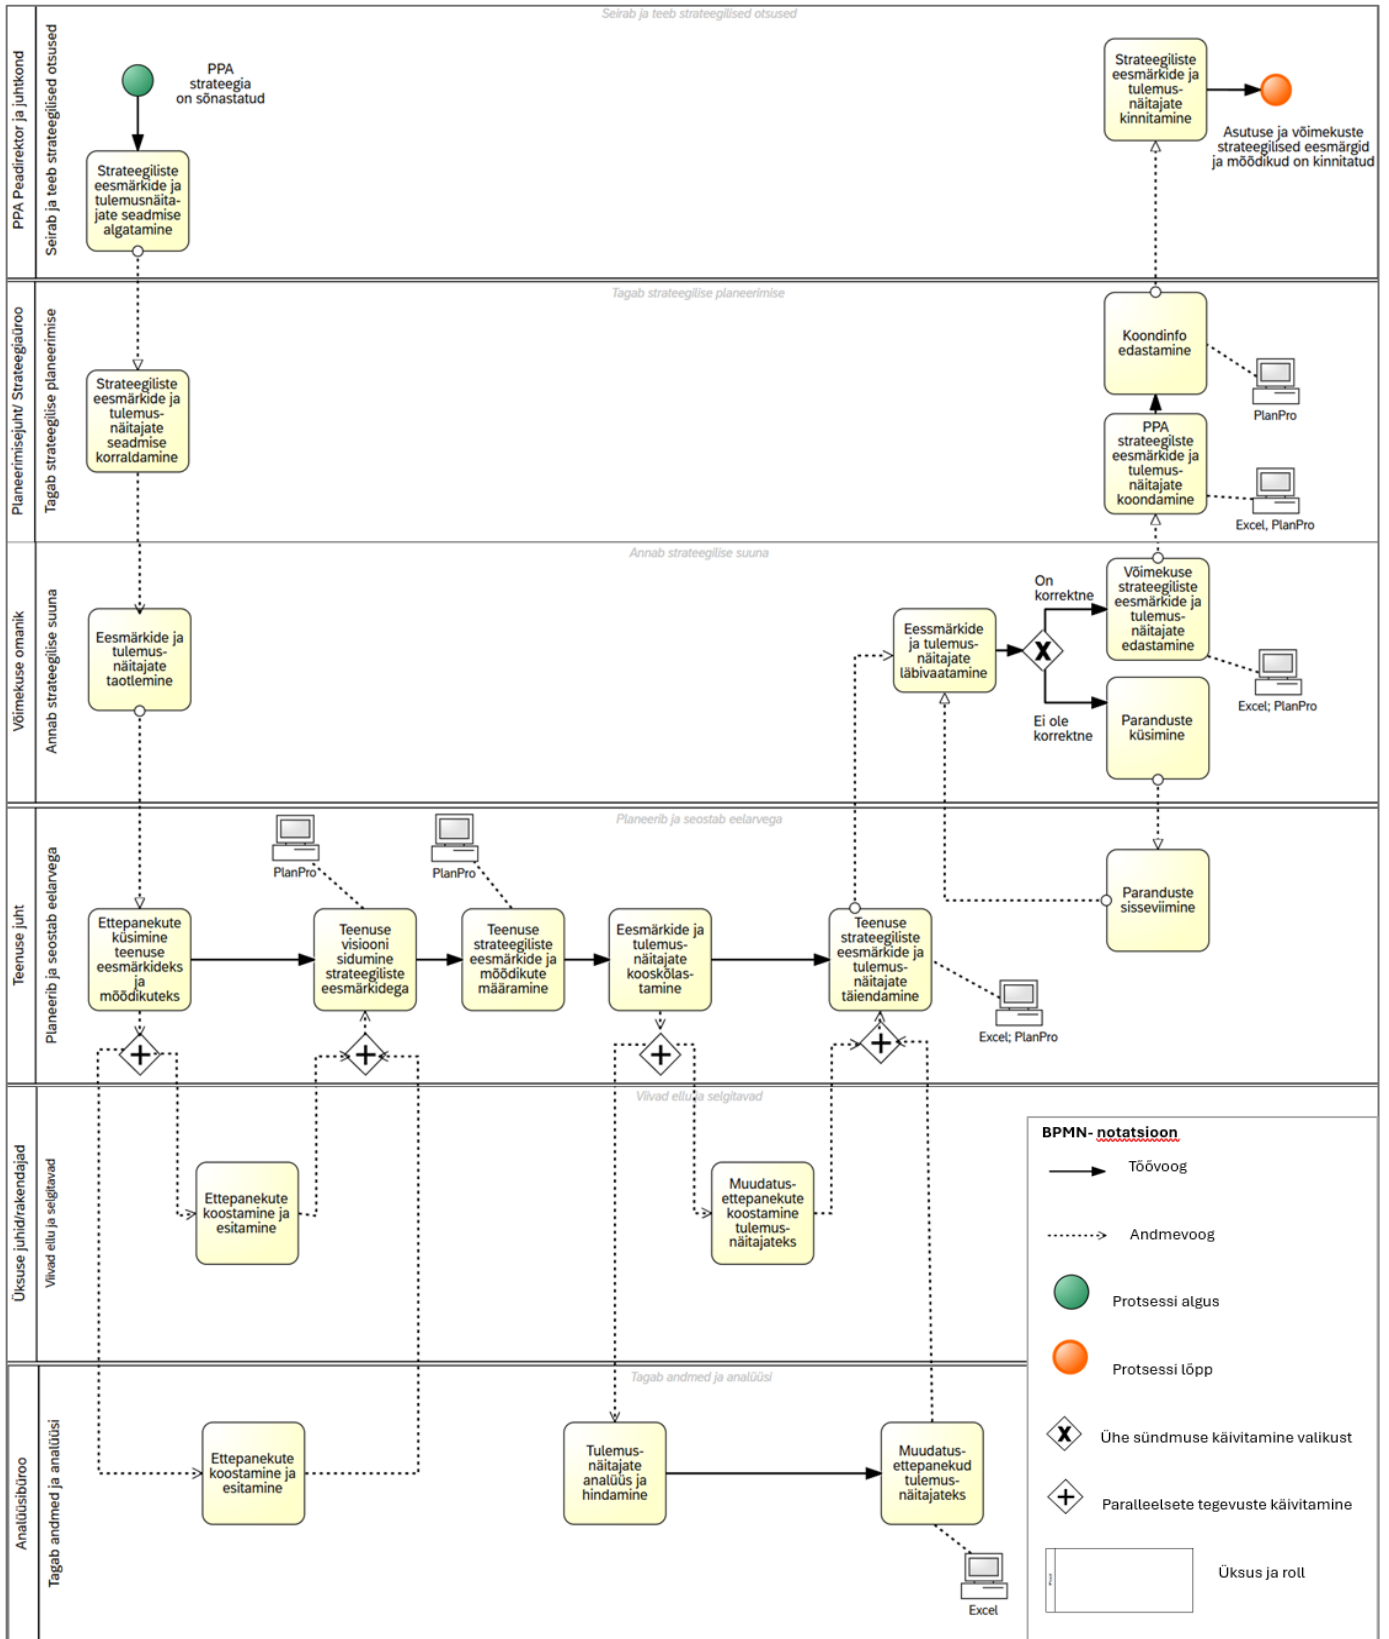 Seirab ja teeb strateegilised otsused
PPA Peadirektor ja juhtkond
Seirab ja teeb strateegilised otsused
PPA
strateegia
on sõnastatud
Strateegiliste
eesmärkide ja
tulemusnäita-
jate seadmise
algatamine
Strateegiliste
eesmärkide ja
tulemus-
näitajate
kinnitamine
Asutuse ja võimekuste
strateegilised eesmärgid
ja mõõdikud on kinnitatud
Tagab strateegilise planeerimise
Planeerimisejuht/ Strateegiaüroo
Tagab strateegilise planeerimise
Strateegiliste
eesmärkide ja
tulemus-
näitajate
seadmise
korraldamine
Koondinfo
edastamine
PlanPro
PPA
strateegilste
eesmärkide ja
tulemus-
näitajate
koondamine
Excel, PlanPro
Annab strateegilise suuna
Võimekuse omanik
Annab strateegilise suuna
Eesmärkide ja
tulemus-
näitajate
taotlemine
Eessmärkide
ja tulemus-
näitajate
läbivaatamine
On
korrektne
Ei ole
korrektne
Võimekuse
strateegiliste
eesmärkide ja
tulemus-
näitajate
edastamine
Excel; PlanPro
Paranduste
küsimine
Planeerib ja seostab eelarvega
Teenuse juht
Planeerib ja seostab eelarvega
PlanPro
PlanPro
Ettepanekute
küsimine
teenuse
eesmärkideks
ja
mõõdikuteks
Teenuse
visiooni
sidumine
strateegiliste
eesmärkidega
Teenuse
strateegiliste
eesmärkide ja
mõõdikute
määramine
Eesmärkide ja
tulemus-
näitajate
kooskõlas-
tamine
Teenuse
strateegiliste
eesmärkide ja
tulemus-
näitajate
täiendamine
Excel; PlanPro
Paranduste
sisseviimine
Viivad ellu ja selgitavad
Üksuse juhid/rakendajad
Viivad ellu ja selgitavad
Ettepanekute
koostamine ja
esitamine
Muudatus-
ettepanekute
koostamine
tulemus-
näitajateks
Tagab andmed ja analüüsi
Analüüsibüroo
Tagab andmed ja analüüsi
Ettepanekute
koostamine ja
esitamine
Tulemus-
näitajate
analüüs ja
hindamine
Muudatus-
ettepanekud
tulemus-
näitajateks
Excel
BPMN- notatsioon
Töövoog
Andmevoog
Protsessi algus
Protsessi lõpp
Ühe sündmuse käivitamine valikust
Paralleelsete tegevuste käivitamine
Üksus ja roll